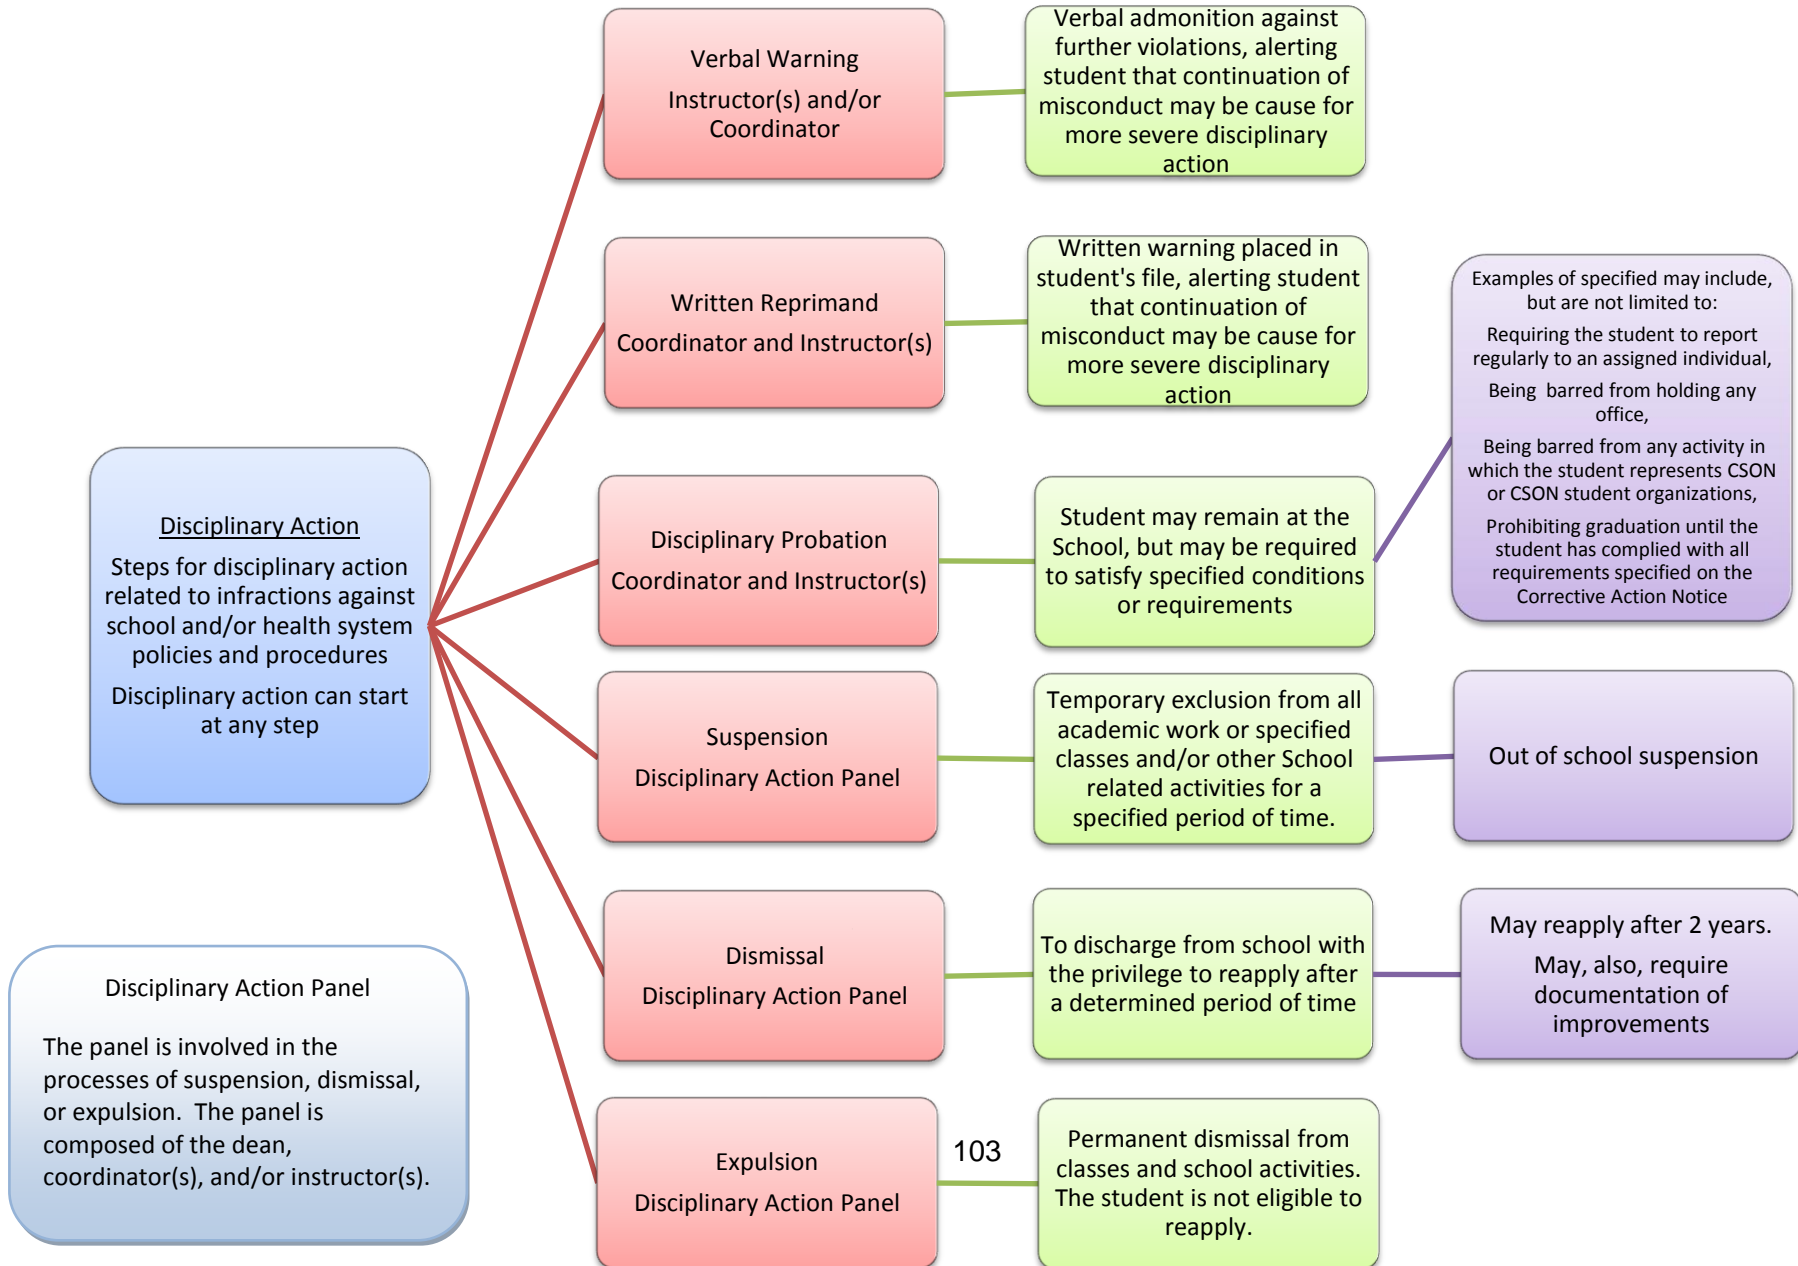 Disciplinary Action
Steps for disciplinary action
related to infractions against
school and/or health system
policies and procedures
Disciplinary action can start
at any step
Verbal Warning
Instructor(s) and/or
Coordinator
Verbal admonition against
further violations, alerting
student that continuation of
misconduct may be cause for
more severe disciplinary
action
Written Reprimand
Coordinator and Instructor(s)
Written warning placed in
student's file, alerting student
that continuation of
misconduct may be cause for
more severe disciplinary
action
Disciplinary Probation
Coordinator and Instructor(s)
Student may remain at the
School, but may be required
to satisfy specified conditions
or requirements
Examples of specified may include,
but are not limited to:
Requiring the student to report
regularly to an assigned individual,
Being barred from holding any
office,
Being barred from any activity in
which the student represents CSON
or CSON student organizations,
Prohibiting graduation until the
student has complied with all
requirements specified on the
Corrective Action Notice
Suspension
Disciplinary Action Panel
Temporary exclusion from all
academic work or specified
classes and/or other School
related activities for a
specified period of time.
Out of school suspension
Dismissal
Disciplinary Action Panel
To discharge from school with
the privilege to reapply after
a determined period of time
May reapply after 2 years.
May, also, require
documentation of
improvements
Expulsion
Disciplinary Action Panel
103
Permanent dismissal from
classes and school activities.
The student is not eligible to
reapply.
Disciplinary Action Panel
The panel is involved in the
processes of suspension, dismissal,
or expulsion. The panel is
composed of the dean,
coordinator(s), and/or instructor(s).